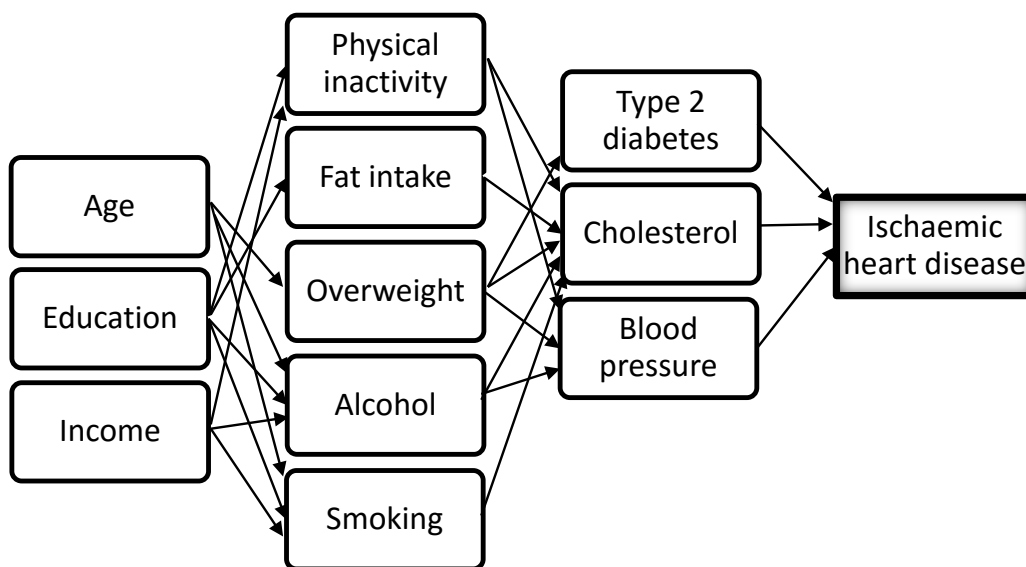 Age
Education
Income
Physical
inactivity
Fat intake
Overweight
Alcohol
Smoking
Type 2
diabetes
Cholesterol
Blood
pressure
Ischaemic
heart disease